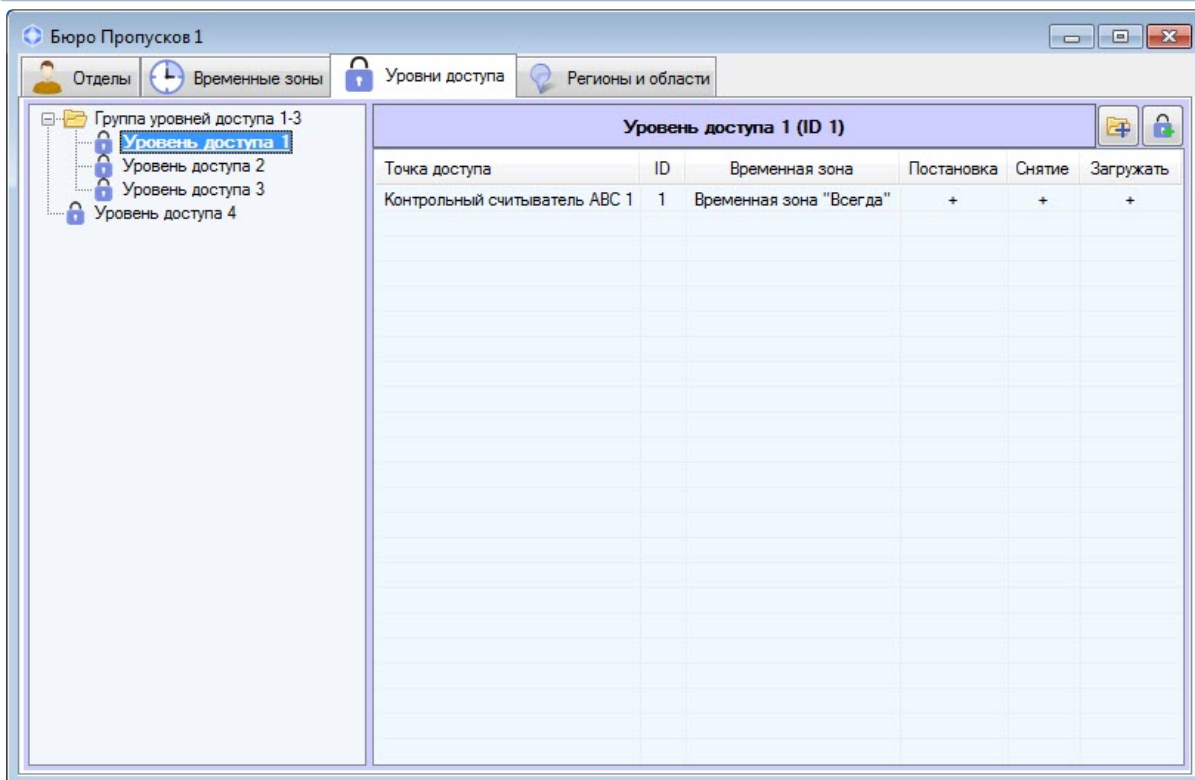 Бюро Пропусков 1
Отделы Временные зоны Уровни доступа Регионы и области
Группа уровней доступа 1-3
Уровень доступа 1
Уровень доступа 2
Уровень доступа 3
Уровень доступа 4
Уровень доступа 1 (ID 1)
Точка доступа ID Временная зона Постановка Снятие Загружать
Контрольный считыватель ABC 1 1 Временная зона "Всегда" + + +